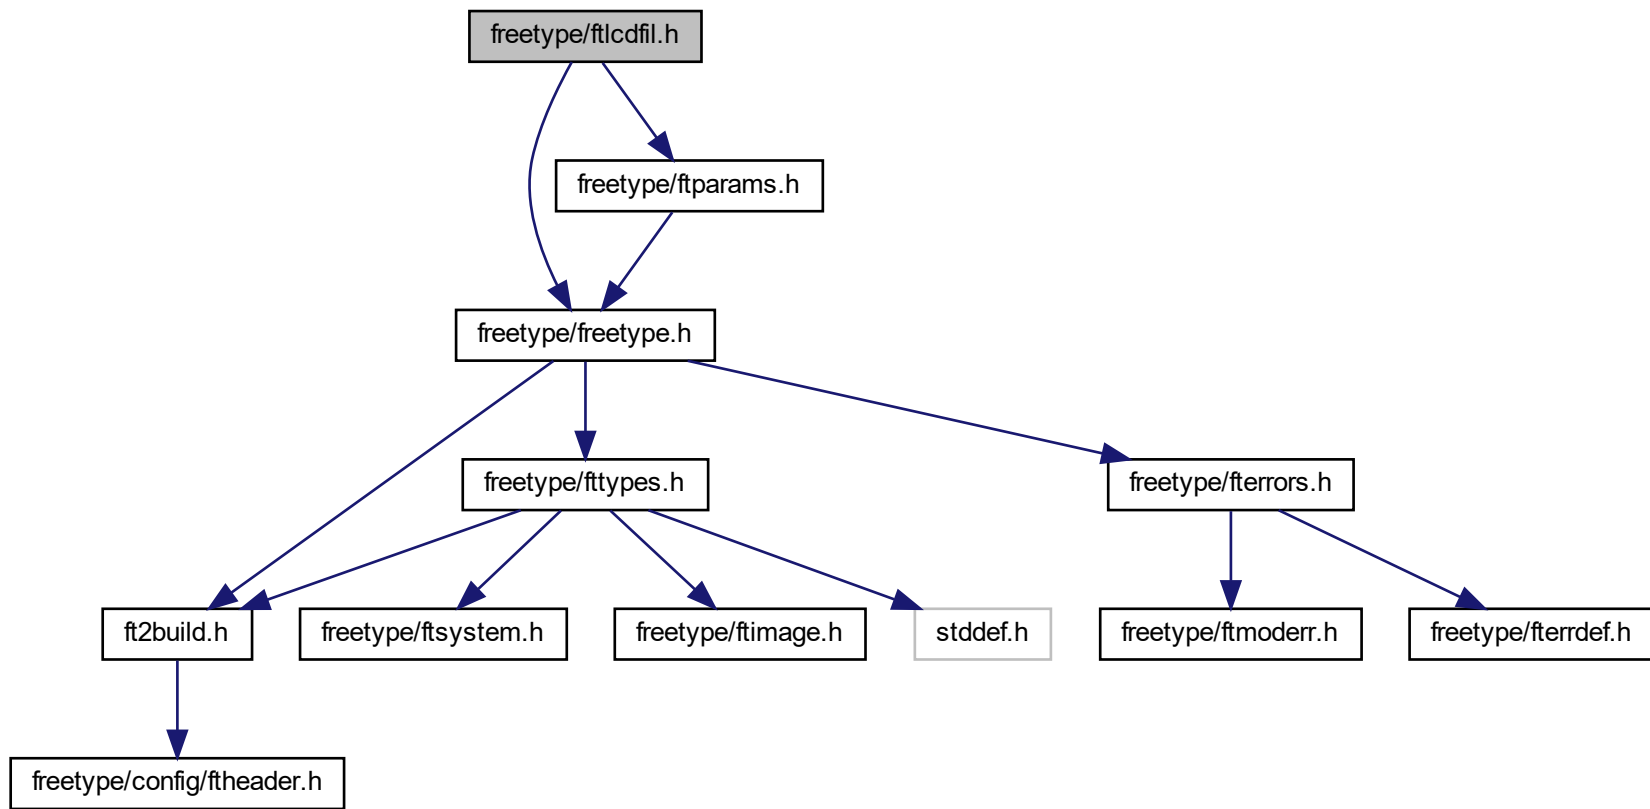 freetype/ftlcdfil.h
freetype/ftparams.h
freetype/freetype.h
freetype/fttypes.h
freetype/fterrors.h
ft2build.h
freetype/ftsystem.h
freetype/ftimage.h
stddef.h
freetype/ftmoderr.h
freetype/fterrdef.h
freetype/config/ftheader.h